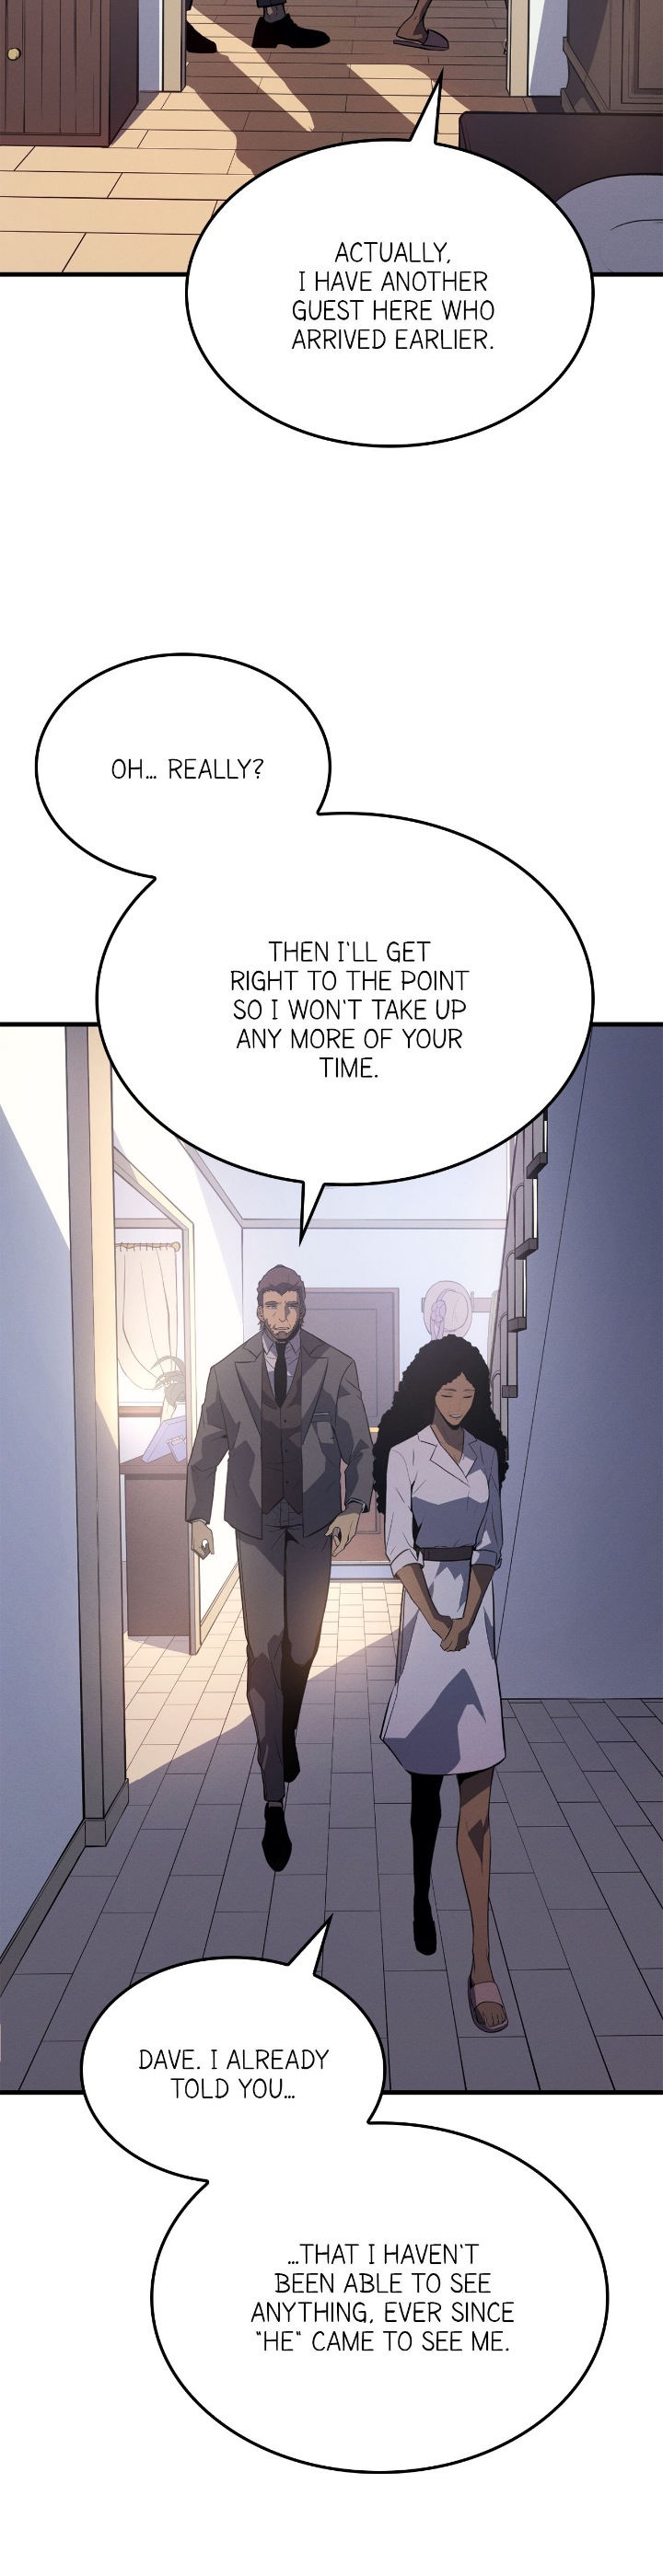 ACTUALLY,
I HAVE ANOTHER
GUEST HERE WHO
ARRIVED EARLIER.
OH... REALLY?
THEN I'LL GET
RIGHT TO THE POINT
SO I WON'T TAKE UP
ANY MORE OF YOUR
TIME.
DAVE. I ALREADY
TOLD YOU...
...THAT I HAVEN'T
BEEN ABLE TO SEE
ANYTHING, EVER SINCE
"HE" CAME TO SEE ME.